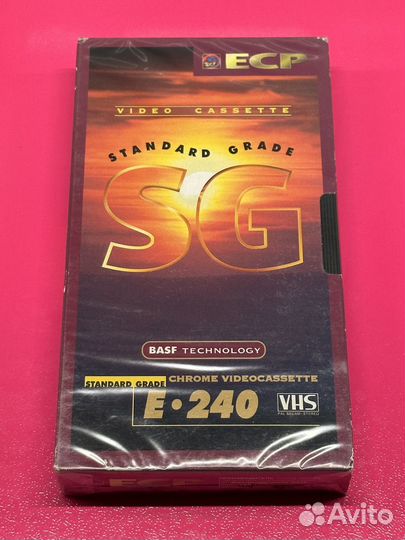 ECP
VIDEO CASSETTE
STANDARD GRADE
SG
BASF TECHNOLOGY
CHROME VIDEOCASSETTE
STANDARD GRADE
E•240
VHS
PAL SECAM STEREO
ECP
Avito